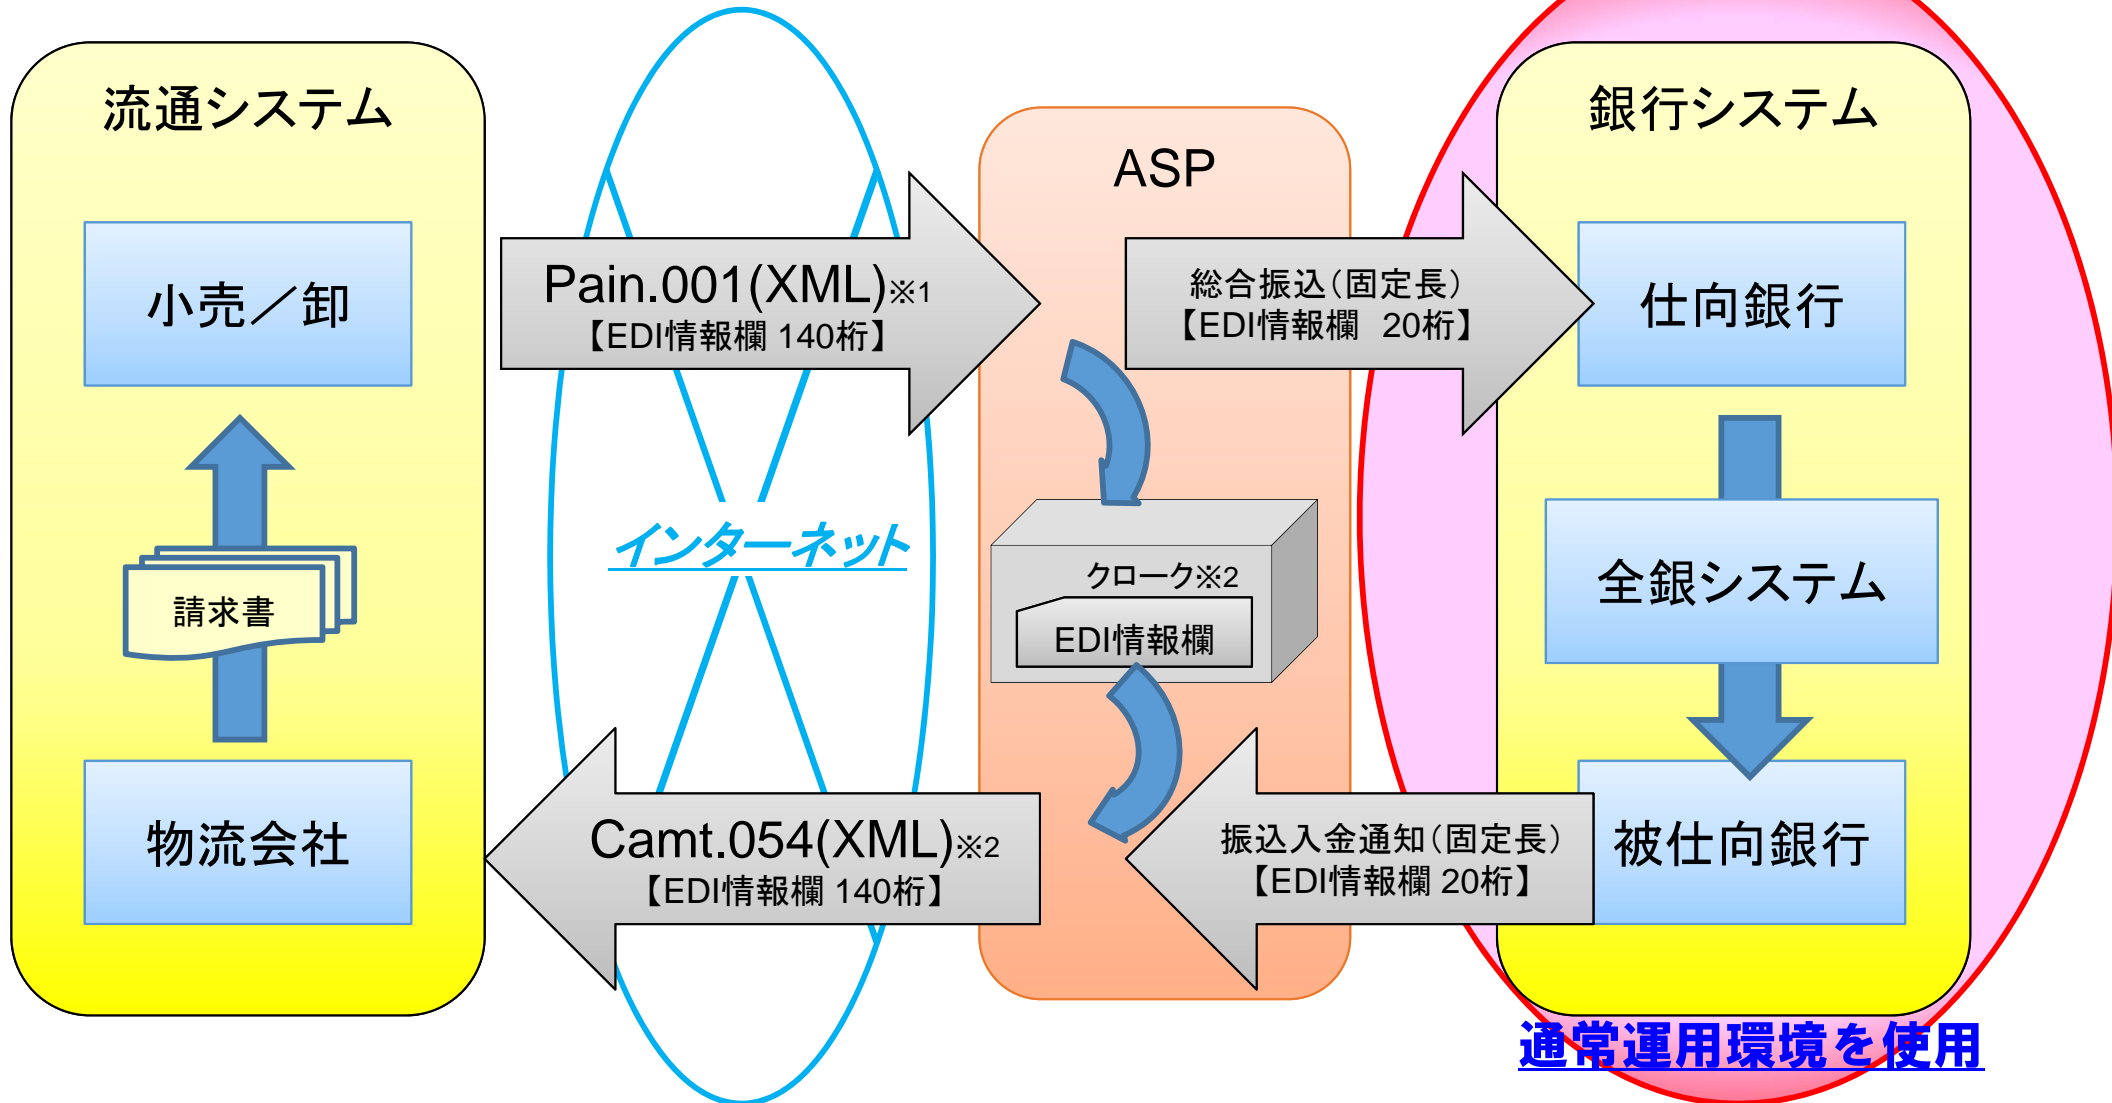 流通システム
小売／卸
請求書
物流会社
Pain.001(XML)※1
【EDI情報欄 140桁】
インターネット
Camt.054(XML)※2
【EDI情報欄 140桁】
ASP
クローク※2
EDI情報欄
総合振込（固定長）
【EDI情報欄　20桁】
振込入金通知（固定長）
【EDI情報欄 20桁】
銀行システム
仕向銀行
全銀システム
被仕向銀行
通常運用環境を使用